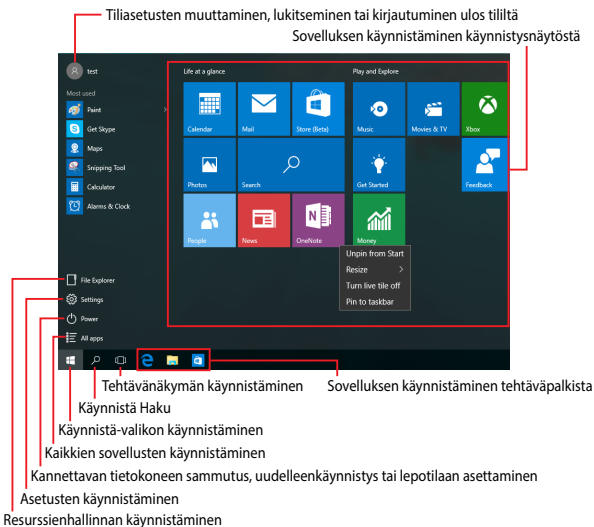 Tiliasetusten muuttaminen, lukitseminen tai kirjautuminen ulos tililtä
Sovelluksen käynnistäminen käynnistysnäytöstä
test
Life at a glance
Play and Explore
Most used
Paint
Get Skype
Maps
Snipping Tool
Calculator
Alarms & Clock
Calendar
Mail
Store (Beta)
Music
Movies & TV
Xbox
Photos
Search
Get Started
Feedback
People
News
OneNote
Money
Unpin from Start
Resize
Turn live tile off
Pin to taskbar
File Explorer
Settings
Power
All apps
Tehtävänäkymän käynnistäminen
Sovelluksen käynnistäminen tehtäväpalkista
Käynnistä Haku
Käynnistä-valikon käynnistäminen
Kaikkien sovellusten käynnistäminen
Kannettavan tietokoneen sammutus, uudelleenkäynnistys tai lepotilaan asettaminen
Asetusten käynnistäminen
Resurssienhallinnan käynnistäminen